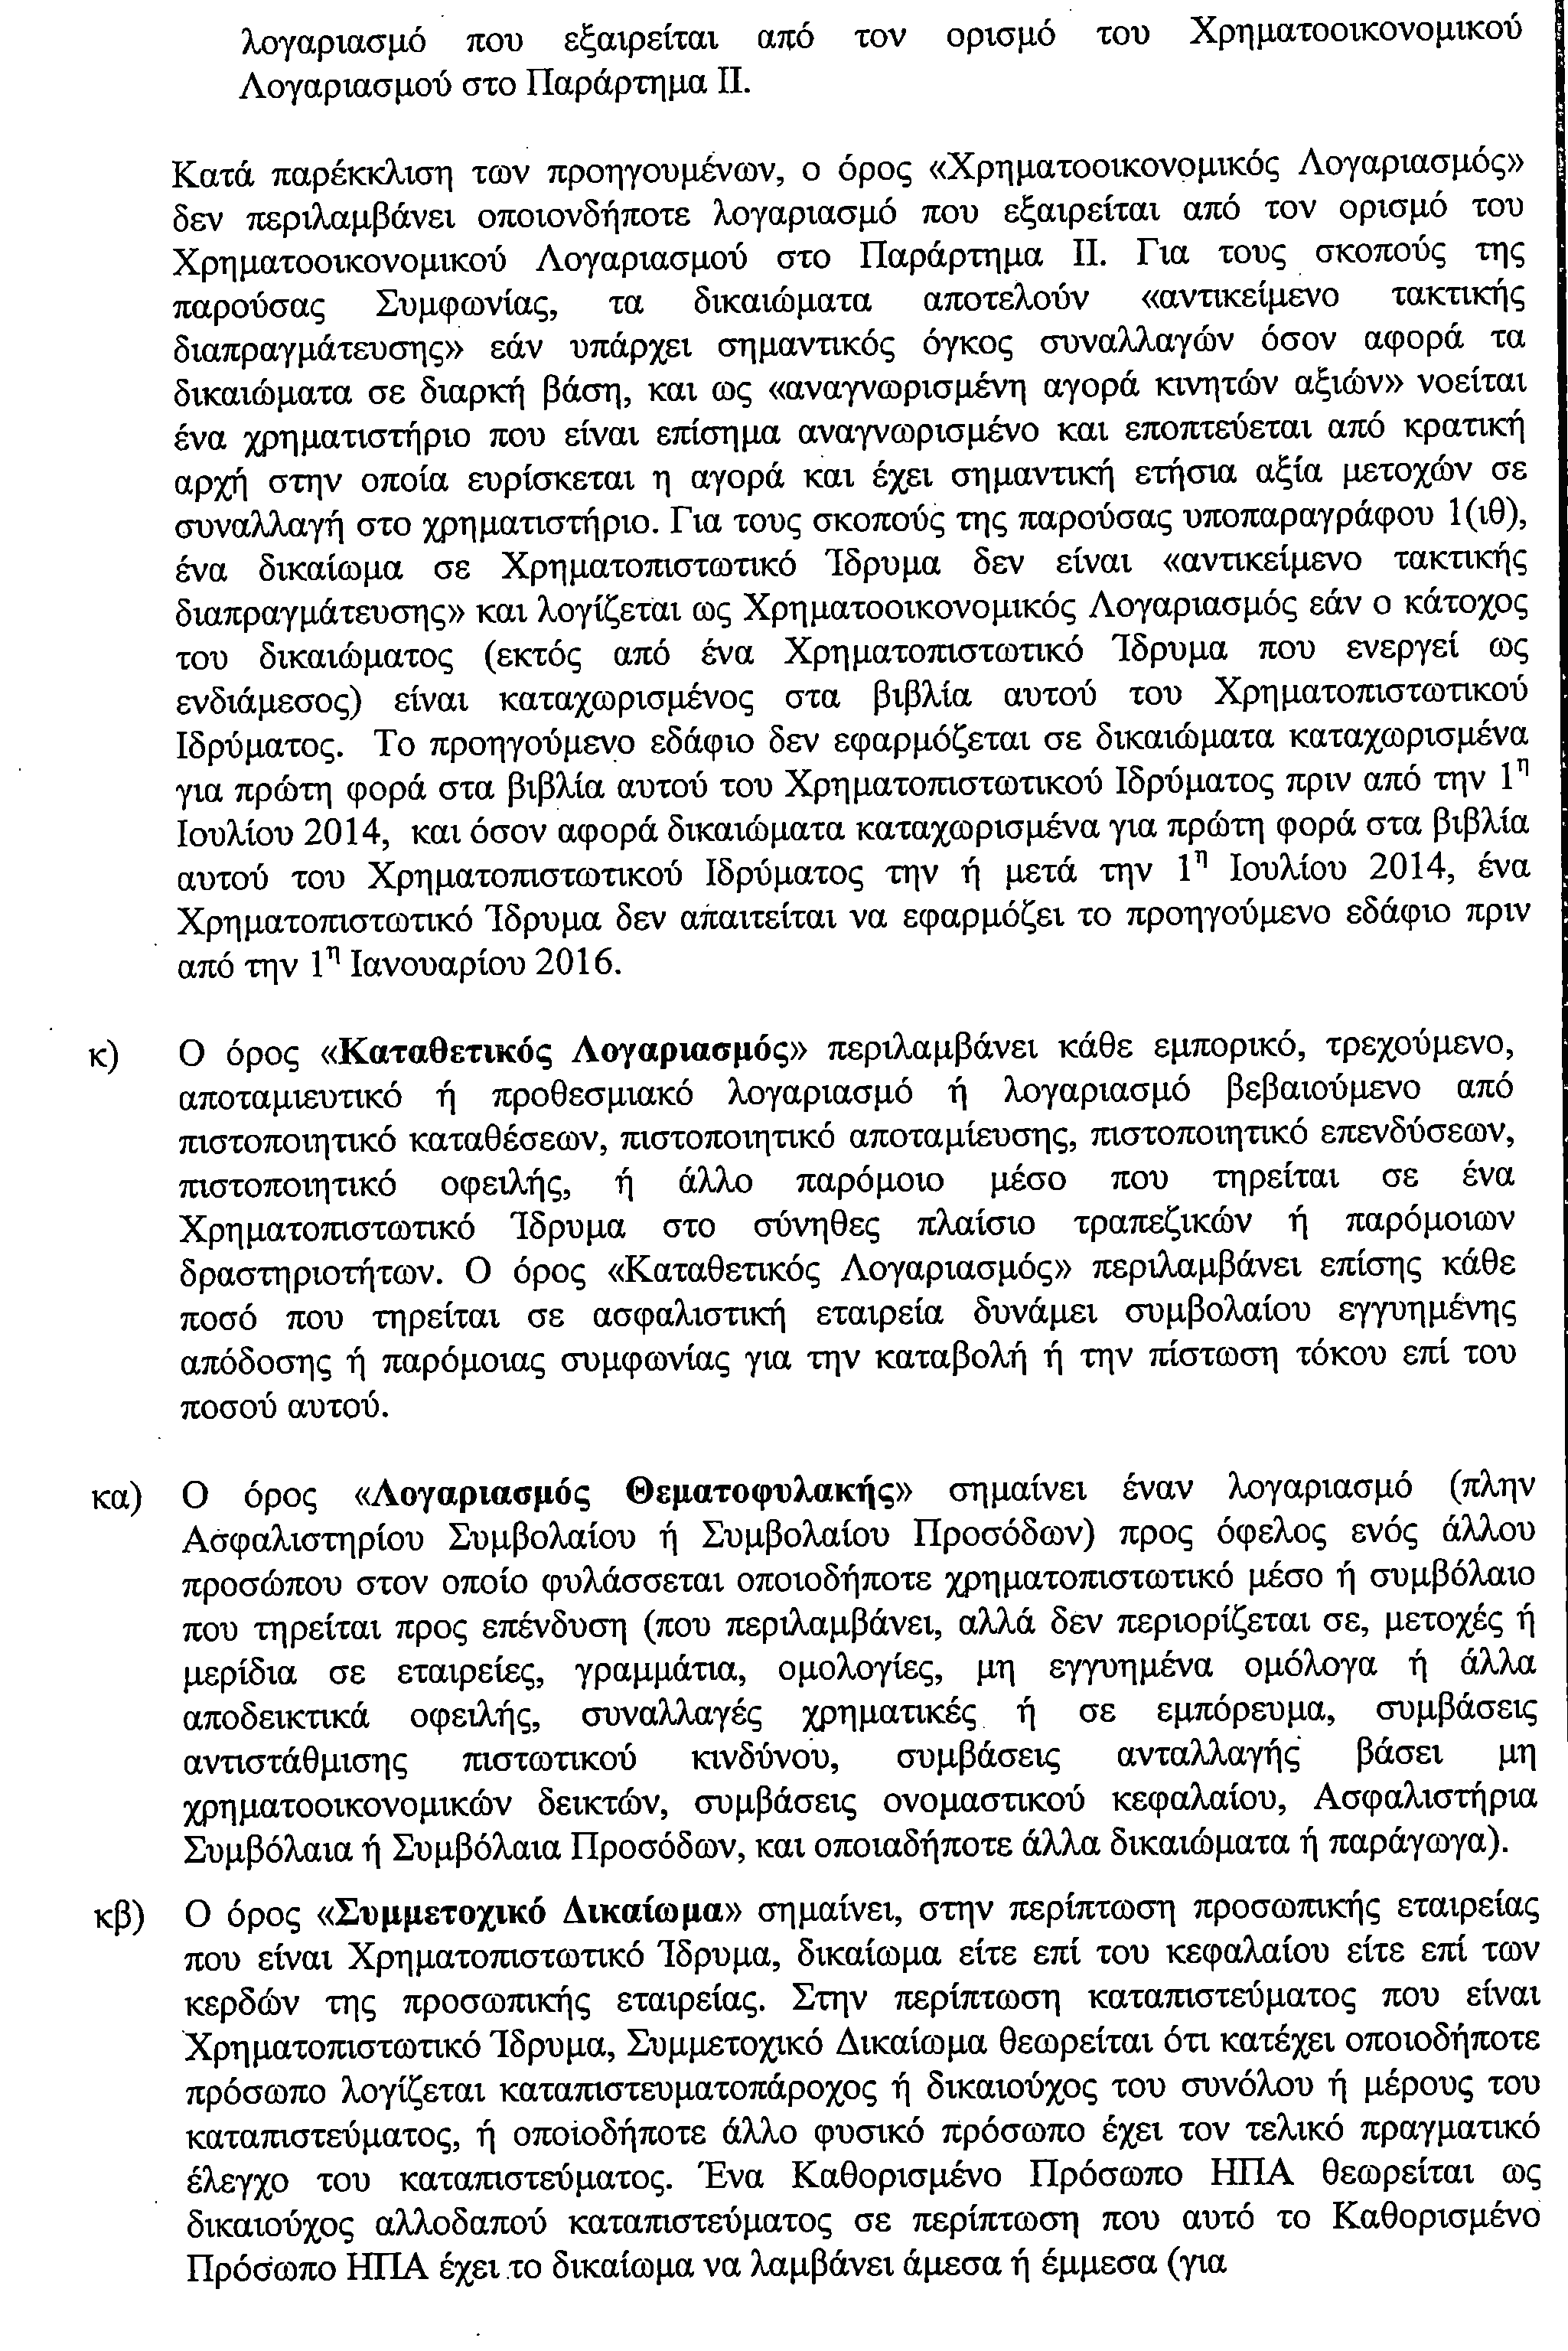 λογαριασμό που εξαιρείται από τον ορισμό του Χρηματοοικονομικού
Λογαριασμού στο Παράρτημα ΙΙ.
Κατά παρέκκλιση των προηγουμένων, ο όρος «Χρηματοοικονομικός Λογαριασμός»
δεν περιλαμβάνει οποιονδήποτε λογαριασμό που εξαιρείται από τον ορισμό του
Χρηματοοικονομικού Λογαριασμού στο Παράρτημα ΙΙ. Για τους σκοπούς της
παρούσας Συμφωνίας, τα δικαιώματα αποτελούν «αντικείμενο τακτικής
διαπραγμάτευσης» εάν υπάρχει σημαντικός όγκος συναλλαγών όσον αφορά τα
δικαιώματα σε διαρκή βάση, και ως «αναγνωρισμένη αγορά κινητών αξιών» νοείται
ένα χρηματιστήριο που είναι επίσημα αναγνωρισμένο και εποπτεύεται από κρατική
αρχή στην οποία ευρίσκεται η αγορά και έχει σημαντική ετήσια αξία μετοχών σε
συναλλαγή στο χρηματιστήριο. Για τους σκοπούς της παρούσας υποπαραγράφου 1(ιθ),
ένα δικαίωμα σε Χρηματοπιστωτικό Ίδρυμα δεν είναι «αντικείμενο τακτικής
διαπραγμάτευσης» και λογίζεται ως Χρηματοοικονομικός Λογαριασμός εάν ο κάτοχος
του δικαιώματος (εκτός από ένα Χρηματοπιστωτικό Ίδρυμα που ενεργεί ως
ενδιάμεσος) είναι καταχωρισμένος στα βιβλία αυτού του Χρηματοπιστωτικού
Ιδρύματος. Το προηγούμενο εδάφιο δεν εφαρμόζεται σε δικαιώματα καταχωρισμένα
για πρώτη φορά στα βιβλία αυτού του Χρηματοπιστωτικού Ιδρύματος πριν από την 1η
Ιουλίου 2014, και όσον αφορά δικαιώματα καταχωρισμένα για πρώτη φορά στα βιβλία
αυτού του Χρηματοπιστωτικού Ιδρύματος την ή μετά την 1η Ιουλίου 2014, ένα
Χρηματοπιστωτικό Ίδρυμα δεν απαιτείται να εφαρμόζει το προηγούμενο εδάφιο πριν
από την 1η Ιανουαρίου 2016.
κ) Ο όρος «Καταθετικός Λογαριασμός» περιλαμβάνει κάθε εμπορικό, τρεχούμενο,
αποταμιευτικό ή προθεσμιακό λογαριασμό ή λογαριασμό βεβαιούμενο από
πιστοποιητικό καταθέσεων, πιστοποιητικό αποταμίευσης, πιστοποιητικό επενδύσεων,
πιστοποιητικό οφειλής, ή άλλο παρόμοιο μέσο που τηρείται σε ένα
Χρηματοπιστωτικό Ίδρυμα στο σύνηθες πλαίσιο τραπεζικών ή παρόμοιων
δραστηριοτήτων. Ο όρος «Καταθετικός Λογαριασμός» περιλαμβάνει επίσης κάθε
ποσό που τηρείται σε ασφαλιστική εταιρεία δυνάμει συμβολαίου εγγυημένης
απόδοσης ή παρόμοιας συμφωνίας για την καταβολή ή την πίστωση τόκου επί του
ποσού αυτού.
κα) Ο όρος «Λογαριασμός Θεματοφυλακής» σημαίνει έναν λογαριασμό (πλην
Ασφαλιστηρίου Συμβολαίου ή Συμβολαίου Προσόδων) προς όφελος ενός άλλου
προσώπου στον οποίο φυλάσσεται οποιοδήποτε χρηματοπιστωτικό μέσο ή συμβόλαιο
που τηρείται προς επένδυση (που περιλαμβάνει, αλλά δεν περιορίζεται σε, μετοχές ή
μερίδια σε εταιρείες, γραμμάτια, ομολογίες, μη εγγυημένα ομόλογα ή άλλα
αποδεικτικά οφειλής, συναλλαγές χρηματικές ή σε εμπόρευμα, συμβάσεις
αντιστάθμισης πιστωτικού κινδύνου, συμβάσεις ανταλλαγής βάσει μη
χρηματοοικονομικών δεικτών, συμβάσεις ονομαστικού κεφαλαίου, Ασφαλιστήρια
Συμβόλαια ή Συμβόλαια Προσόδων, και οποιαδήποτε άλλα δικαιώματα ή παράγωγα).
κβ) Ο όρος «Συμμετοχικό Δικαίωμα» σημαίνει, στην περίπτωση προσωπικής εταιρείας
που είναι Χρηματοπιστωτικό Ίδρυμα, δικαίωμα είτε επί του κεφαλαίου είτε επί των
κερδών της προσωπικής εταιρείας. Στην περίπτωση καταπιστεύματος που είναι
Χρηματοπιστωτικό Ίδρυμα, Συμμετοχικό Δικαίωμα θεωρείται ότι κατέχει οποιοδήποτε
πρόσωπο λογίζεται καταπιστευματοπάροχος ή δικαιούχος του συνόλου ή μέρους του
καταπιστεύματος, ή οποιοδήποτε άλλο φυσικό πρόσωπο έχει τον τελικό πραγματικό
έλεγχο του καταπιστεύματος. Ένα Καθορισμένο Πρόσωπο ΗΠΑ θεωρείται ως
δικαιούχος αλλοδαπού καταπιστεύματος σε περίπτωση που αυτό το Καθορισμένο
Πρόσωπο ΗΠΑ έχει το δικαίωμα να λαμβάνει άμεσα ή έμμεσα (για